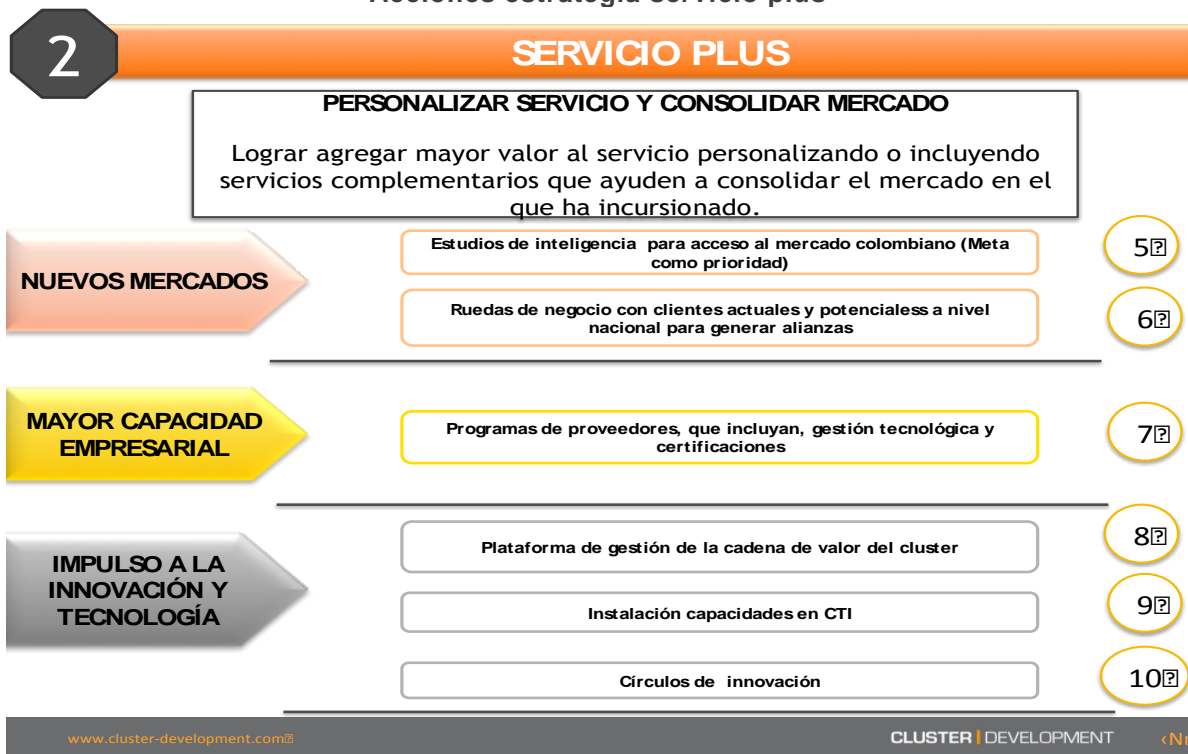 Acciones estrategia servicio plus
2
SERVICIO PLUS
PERSONALIZAR SERVICIO Y CONSOLIDAR MERCADO
Lograr agregar mayor valor al servicio personalizando o incluyendo
servicios complementarios que ayuden a consolidar el mercado en el
que ha incursionado.
NUEVOS MERCADOS
Estudios de inteligencia para acceso al mercado colombiano (Meta
como prioridad)
5
Ruedas de negocio con clientes actuales y potencialess a nivel
nacional para generar alianzas
6
MAYOR CAPACIDAD
EMPRESARIAL
Programas de proveedores, que incluyan, gestión tecnológica y
certificaciones
7
IMPULSO A LA
INNOVACIÓN Y
TECNOLOGÍA
Plataforma de gestión de la cadena de valor del cluster
8
Instalación capacidades en CTI
9
Círculos de innovación
10
www.cluster-development.com
CLUSTER | DEVELOPMENT